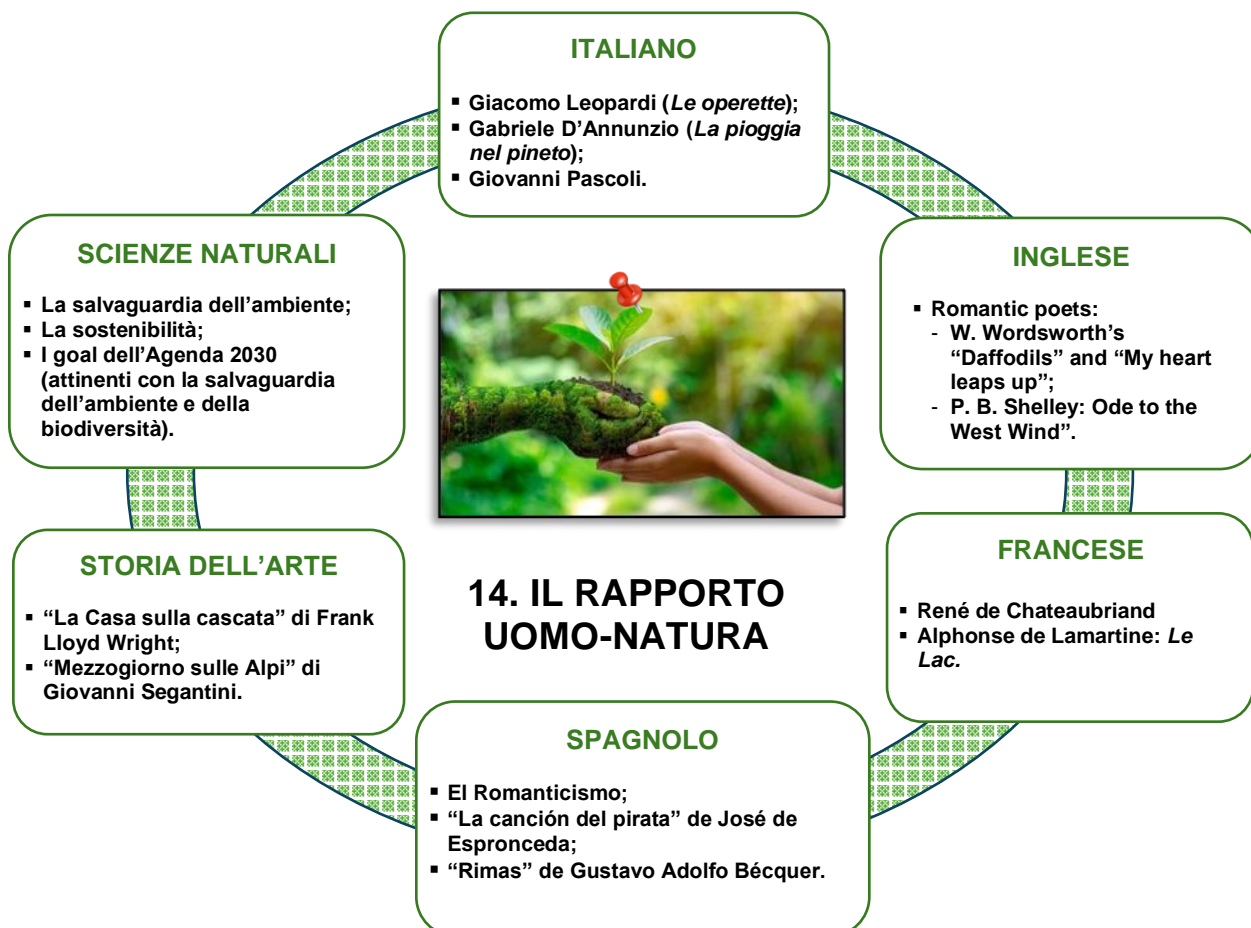 ITALIANO
▪ Giacomo Leopardi (Le operette);
▪ Gabriele D’Annunzio (La pioggia
nel pineto);
▪ Giovanni Pascoli.
SCIENZE NATURALI
▪ La salvaguardia dell’ambiente;
▪ La sostenibilità;
▪ I goal dell’Agenda 2030
(attinenti con la salvaguardia
dell’ambiente e della
biodiversità).
INGLESE
▪ Romantic poets:
- W. Wordsworth’s
“Daffodils” and “My heart
leaps up”;
- P. B. Shelley: Ode to the
West Wind”.
STORIA DELL’ARTE
▪ “La Casa sulla cascata” di Frank
Lloyd Wright;
▪ “Mezzogiorno sulle Alpi” di
Giovanni Segantini.
14. IL RAPPORTO
UOMO-NATURA
FRANCESE
▪ René de Chateaubriand
▪ Alphonse de Lamartine: Le
Lac.
SPAGNOLO
▪ El Romanticismo;
▪ “La canción del pirata” de José de
Espronceda;
▪ “Rimas” de Gustavo Adolfo Bécquer.